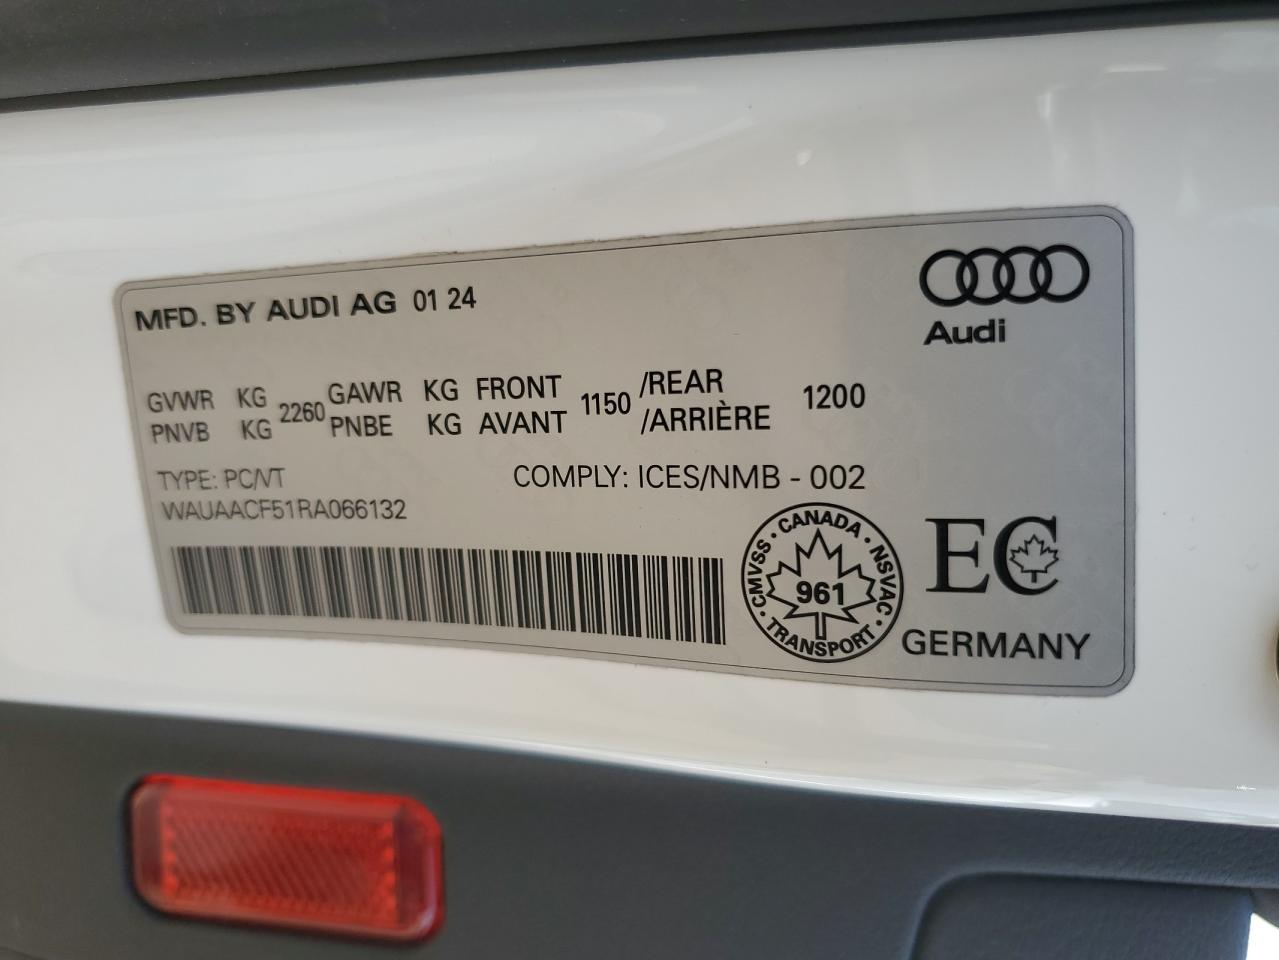 MFD. BY AUDI AG 01 24
Audi
GVWR KG 2260 GAWR KG FRONT 1150 /REAR 1200
PNVB KG PNBE KG AVANT /ARRIÈRE
TYPE: PC/VT COMPLY: ICES/NMB - 002
WAUAACF51RA066132
· CANADA · NSVAC · TRANSPORT · CMVSS
961
EC
GERMANY